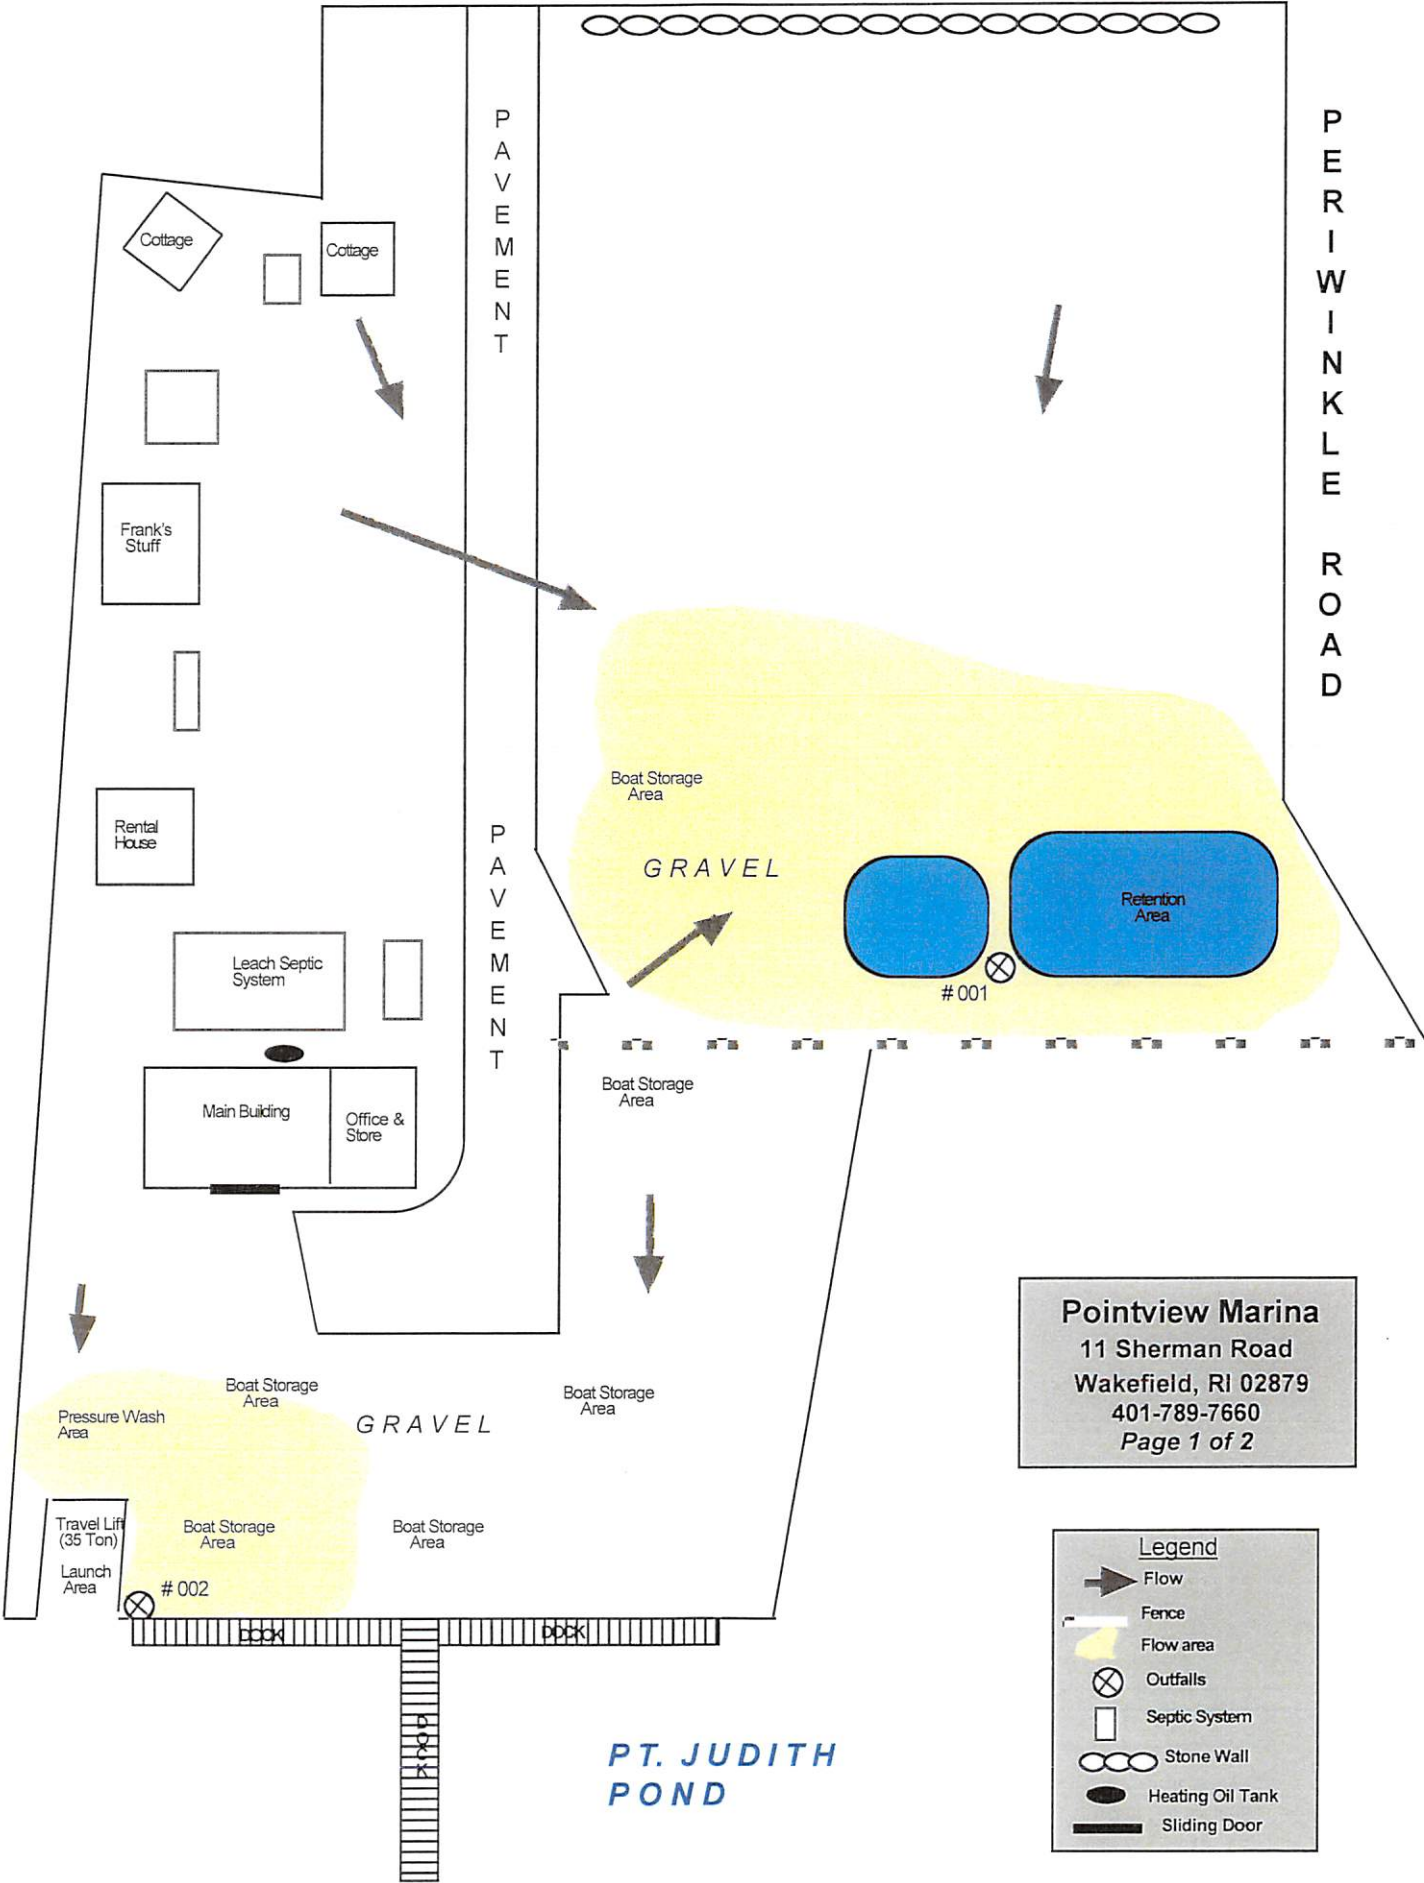 PAVEMENT
PERIWINKLE ROAD
Cottage
Cottage
Frank's
Stuff
Boat Storage
Area
Rental
House
PAVEMENT
GRAVEL
Retention
Area
Leach Septic
System
#001
Boat Storage
Area
Main Building
Office &
Store
Pointview Marina
11 Sherman Road
Wakefield, RI 02879
401-789-7660
Page 1 of 2
Boat Storage
Area
Boat Storage
Area
Pressure Wash
Area
GRAVEL
Travel Lift
(35 Ton)
Launch
Area
Boat Storage
Area
Boat Storage
Area
#002
DOCK
DOCK
DOCK
PT. JUDITH
POND
Legend
Flow
Fence
Flow area
Outfalls
Septic System
Stone Wall
Heating Oil Tank
Sliding Door